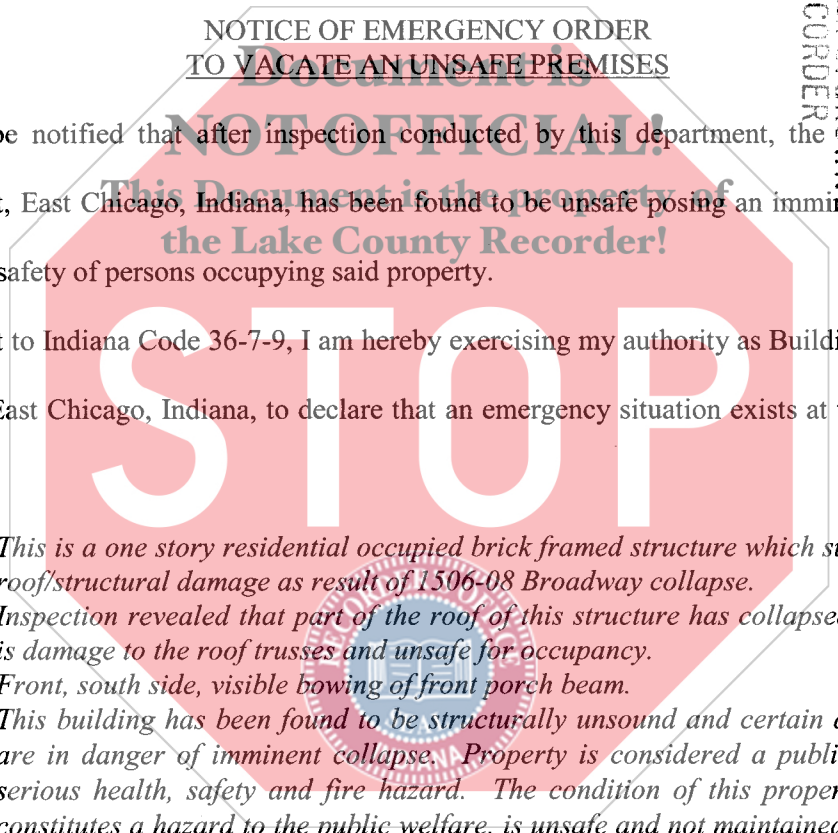 NOTICE OF EMERGENCY ORDER
TO VACATE AN UNSAFE PREMISES
CORDER
Document is
NOT OFFICIAL!
This Document is the property of
the Lake County Recorder!
be notified that after inspection conducted by this department, the
, East Chicago, Indiana, has been found to be unsafe posing an immi
safety of persons occupying said property.
t to Indiana Code 36-7-9, I am hereby exercising my authority as Buildi
East Chicago, Indiana, to declare that an emergency situation exists at
STOP
This is a one story residential occupied brick framed structure which
roof/structural damage as result of 1506-08 Broadway collapse.
Inspection revealed that part of the roof of this structure has collapse
is damage to the roof trusses and unsafe for occupancy.
Front, south side, visible bowing of front porch beam.
This building has been found to be structurally unsound and certain
are in danger of imminent collapse. Property is considered a publi
serious health, safety and fire hazard. The condition of this proper
constitutes a hazard to the public welfare, is unsafe and not maintained